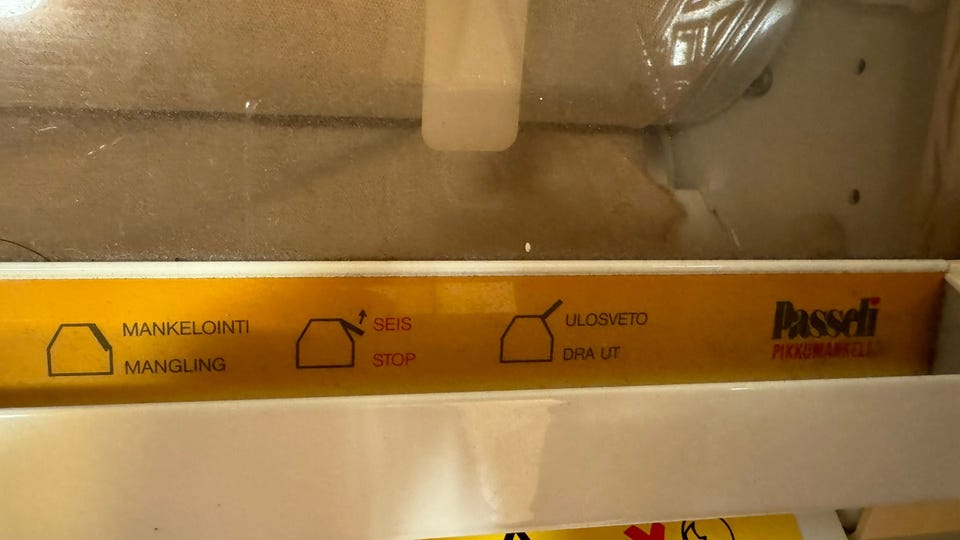 MANKELOINTI
MANGLING
SEIS
STOP
ULOSVETO
DRA UT
Passeli
PIKKUMANKELI